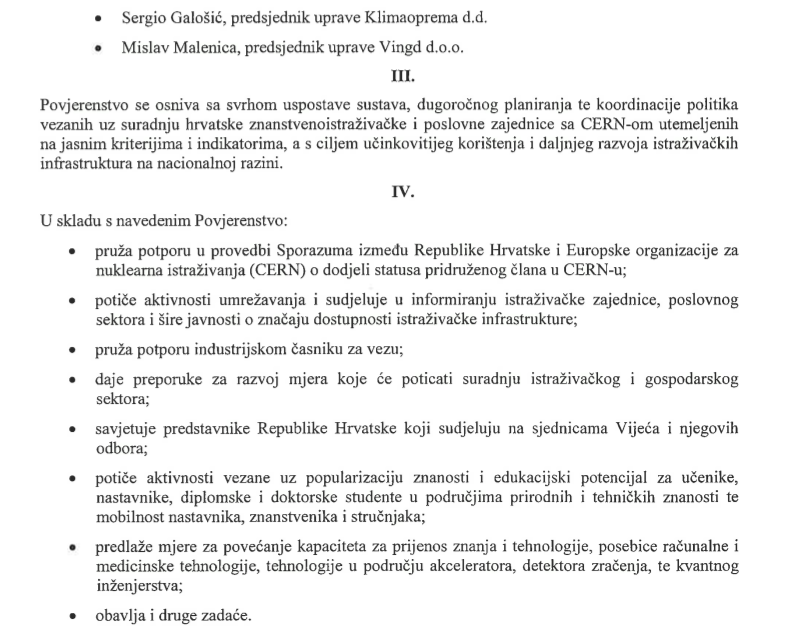 • Sergio Galošić, predsjednik uprave Klimaoprema d.d.
• Mislav Malenica, predsjednik uprave Vingd d.o.o.
III.
Povjerenstvo se osniva sa svrhom uspostave sustava, dugoročnog planiranja te koordinacije politika
vezanih uz suradnju hrvatske znanstvenoistraživačke i poslovne zajednice sa CERN-om utemeljenih
na jasnim kriterijima i indikatorima, a s ciljem učinkovitijeg korištenja i daljnjeg razvoja istraživačkih
infrastruktura na nacionalnoj razini.
IV.
U skladu s navedenim Povjerenstvo:
• pruža potporu u provedbi Sporazuma između Republike Hrvatske i Europske organizacije za
nuklearna istraživanja (CERN) o dodjeli statusa pridruženog člana u CERN-u;
• potiče aktivnosti umrežavanja i sudjeluje u informiranju istraživačke zajednice, poslovnog
sektora i šire javnosti o značaju dostupnosti istraživačke infrastrukture;
• pruža potporu industrijskom časniku za vezu;
• daje preporuke za razvoj mjera koje će poticati suradnju istraživačkog i gospodarskog
sektora;
• savjetuje predstavnike Republike Hrvatske koji sudjeluju na sjednicama Vijeća i njegovih
odbora;
• potiče aktivnosti vezane uz popularizaciju znanosti i edukacijski potencijal za učenike,
nastavnike, diplomske i doktorske studente u područjima prirodnih i tehničkih znanosti te
mobilnost nastavnika, znanstvenika i stručnjaka;
• predlaže mjere za povećanje kapaciteta za prijenos znanja i tehnologije, posebice računalne i
medicinske tehnologije, tehnologije u području akceleratora, detektora zračenja, te kvantnog
inženjerstva;
• obavlja i druge zadaće.